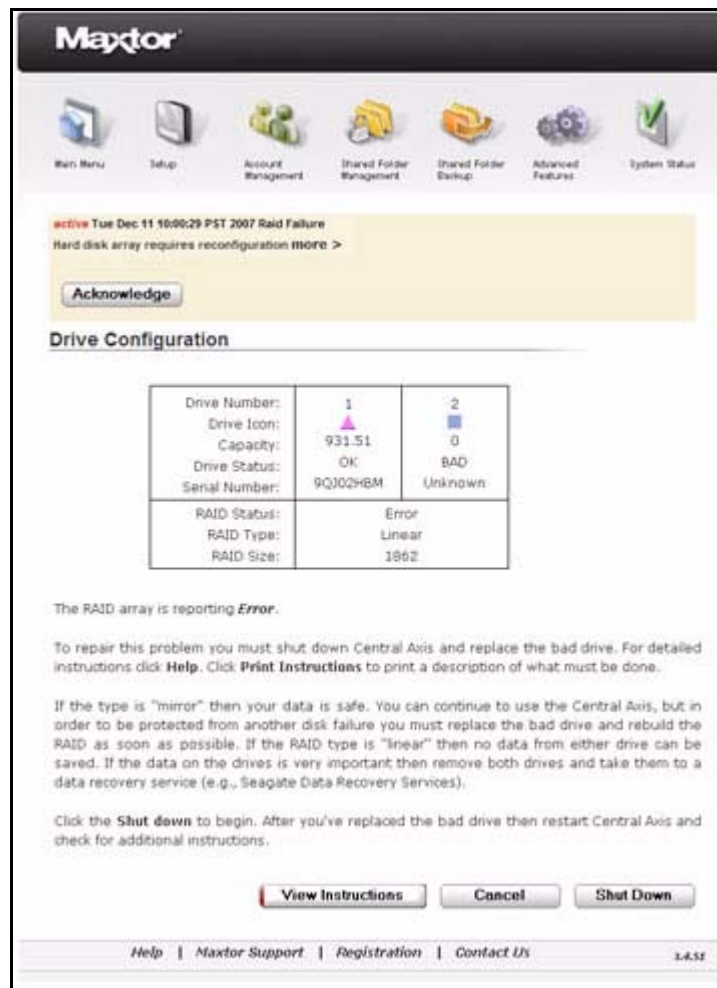 Maxtor
Main Menu
Setup
Account Management
Shared Folder Management
Shared Folder Backup
Advanced Features
System Status
active Tue Dec 11 10:00:29 PST 2007 Raid Failure
Hard disk array requires reconfiguration more >
Acknowledge
Drive Configuration
Drive Number: 1 2
Drive Icon:
Capacity: 931.51 0
Drive Status: OK BAD
Serial Number: 9QJ02HBM Unknown
RAID Status: Error
RAID Type: Linear
RAID Size: 1862
The RAID array is reporting Error.
To repair this problem you must shut down Central Axis and replace the bad drive. For detailed
instructions click Help. Click Print Instructions to print a description of what must be done.
If the type is "mirror" then your data is safe. You can continue to use the Central Axis, but in
order to be protected from another disk failure you must replace the bad drive and rebuild the
RAID as soon as possible. If the RAID type is "linear" then no data from either drive can be
saved. If the data on the drives is very important then remove both drives and take them to a
data recovery service (e.g., Seagate Data Recovery Services).
Click the Shut down to begin. After you've replaced the bad drive then restart Central Axis and
check for additional instructions.
View Instructions
Cancel
Shut Down
Help | Maxtor Support | Registration | Contact Us